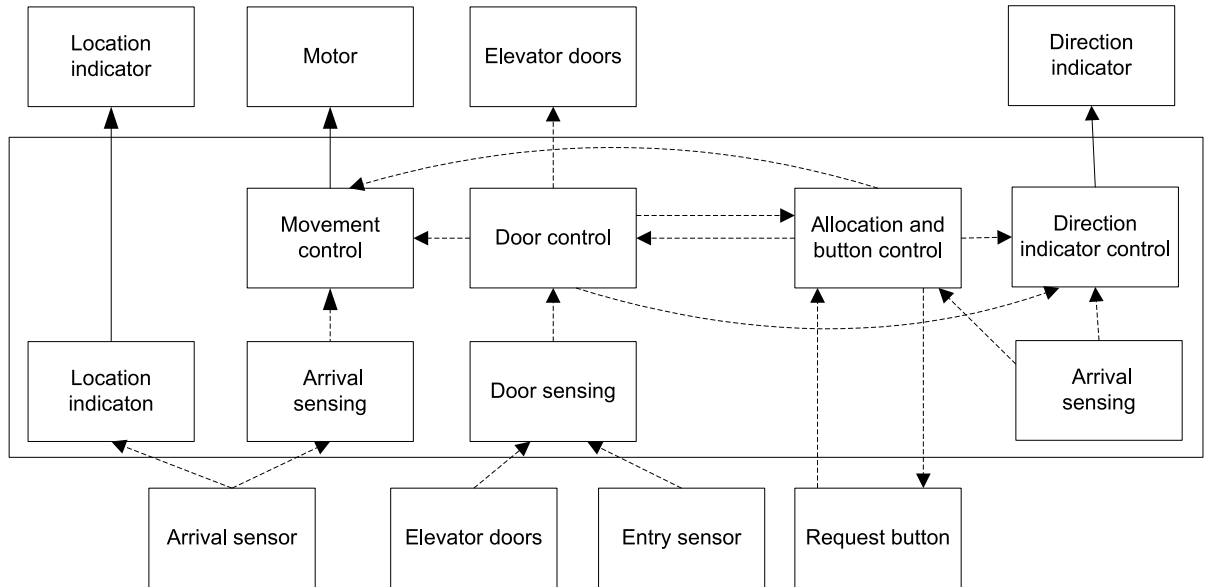 Location
indicator
Motor
Elevator doors
Direction
indicator
Movement
control
Door control
Allocation and
button control
Direction
indicator control
Location
indicaton
Arrival
sensing
Door sensing
Arrival
sensing
Arrival sensor
Elevator doors
Entry sensor
Request button